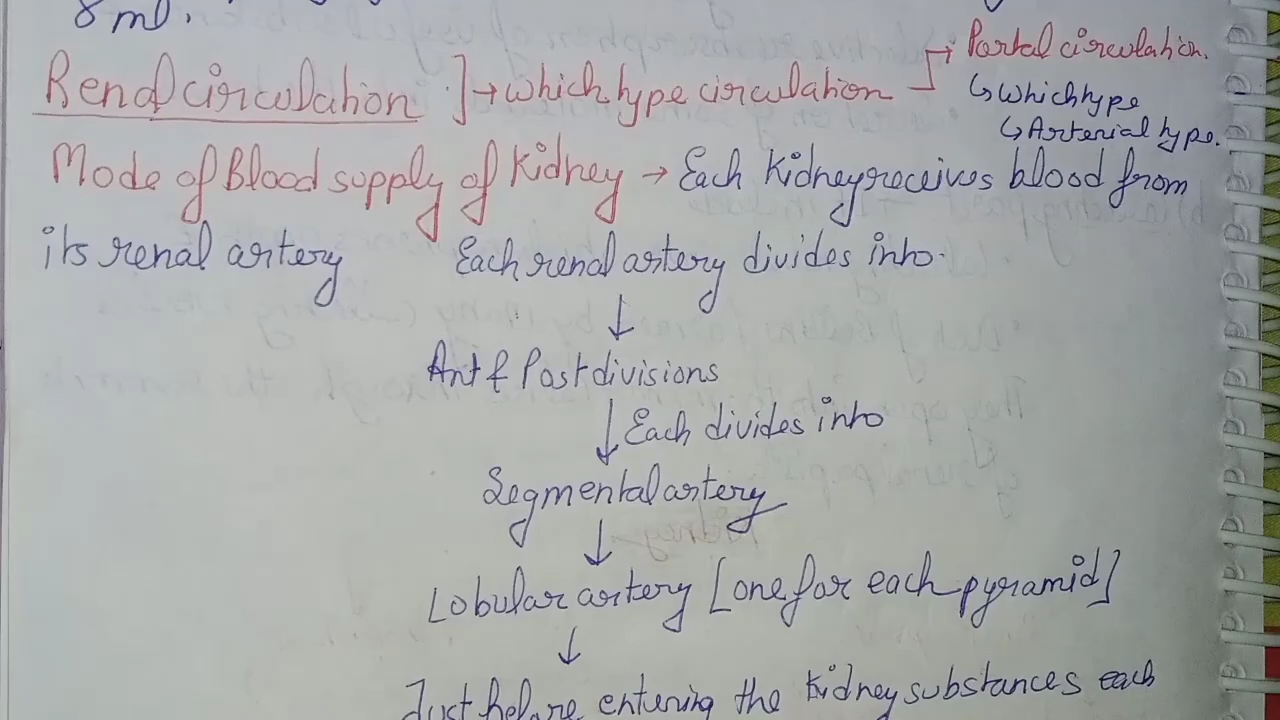 8 ml.
Renal circulation ] → which type circulation → Portal circulation.
↳ which type
↳ Arterial type.
Mode of Blood supply of Kidney → Each Kidney receives blood from
its renal artery Each renal artery divides into.
↓
Ant & Post divisions
↓ Each divides into
Segmental artery
↓
Lobular artery [one for each pyramid]
↓
Just before entering the Kidney substances each